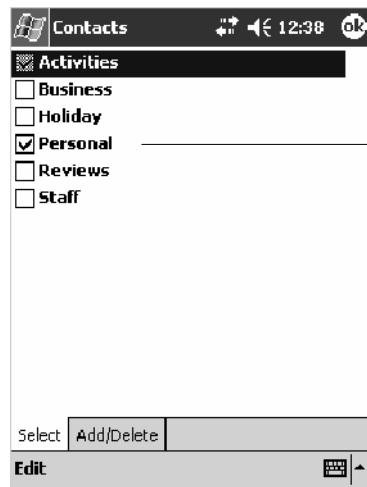 Contacts 12:38 ok
Activities
Business
Holiday
Personal
Reviews
Staff
Select Add/Delete
Edit